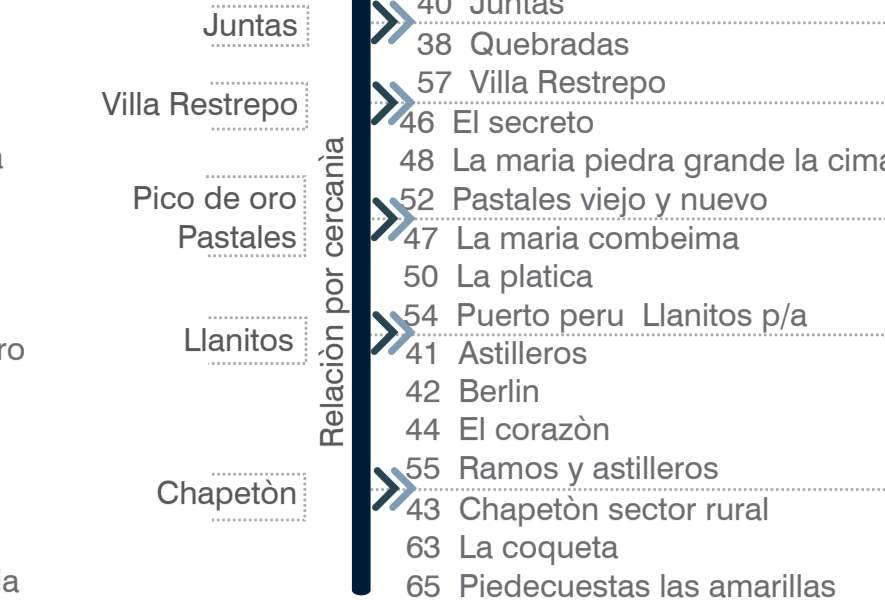 Juntas
Villa Restrepo
Pico de oro
Pastales
Llanitos
Chapetòn
Relaciòn por cercanìa
40 Juntas
38 Quebradas
57 Villa Restrepo
46 El secreto
48 La maria piedra grande la cima
52 Pastales viejo y nuevo
47 La maria combeima
50 La platica
54 Puerto peru Llanitos p/a
41 Astilleros
42 Berlin
44 El corazòn
55 Ramos y astilleros
43 Chapetòn sector rural
63 La coqueta
65 Piedecuestas las amarillas